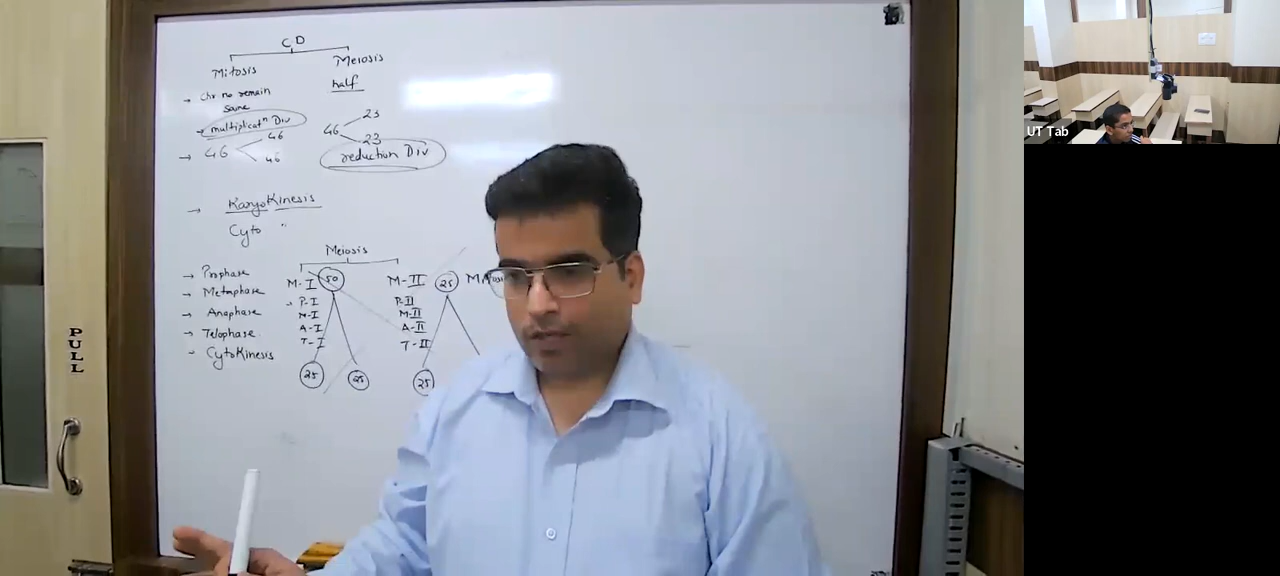 CD
Mitosis
Meiosis
half
→ Chr no remain
same
→ multiplicatn Div
→ 46
46
46
46
23
23
reduction Div
→ KaryoKinesis
Cyto "
→ Prophase
→ Metaphase
→ Anaphase
→ Telophase
→ CytoKinesis
Meiosis
M-I
50
P-I
M-I
A-I
T-I
25
25
M-II
25
P-II
M-II
A-II
T-II
25
PULL
UT Tab